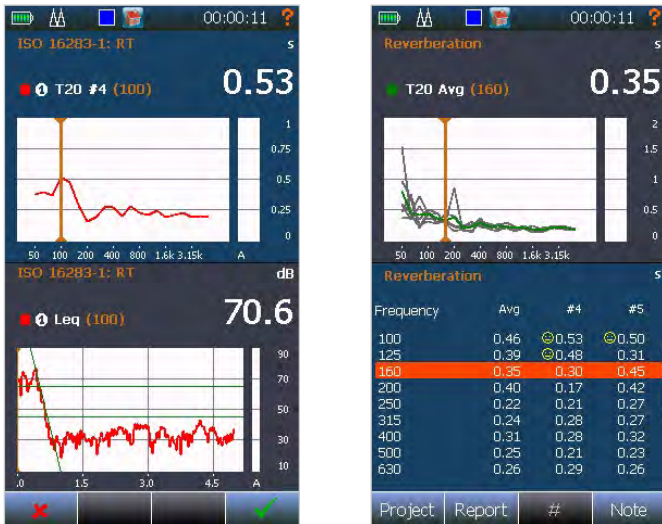 00:00:11 ?
ISO 16283-1: RT s
1 T20 #4 (100) 0.53
1
0.75
0.5
0.25
0
50 100 200 400 800 1.6k 3.15k A
ISO 16283-1: RT dB
1 Leq (100) 70.6
90
70
50
30
10
.0 1.5 3.0 4.5 A
00:00:11 ?
Reverberation s
T20 Avg (160) 0.35
2
1.5
1
0.5
0
50 100 200 400 800 1.6k 3.15k
Reverberation s
Frequency Avg #4 #5
100 0.46 0.53 0.50
125 0.39 0.48 0.31
160 0.35 0.30 0.45
200 0.40 0.17 0.42
250 0.22 0.21 0.27
315 0.24 0.28 0.27
400 0.31 0.28 0.32
500 0.25 0.21 0.23
630 0.26 0.29 0.26
Project Report # Note